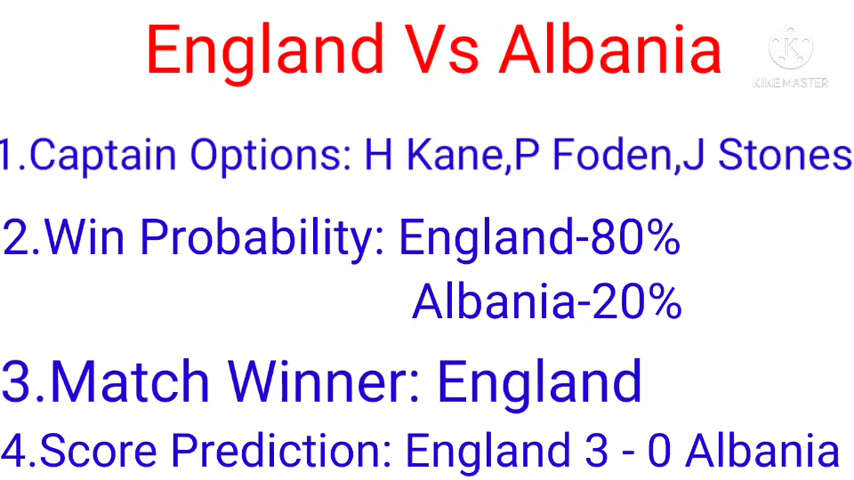 England Vs Albania
KINEMASTER
1.Captain Options: H Kane,P Foden,J Stones
2.Win Probability: England-80%
Albania-20%
3.Match Winner: England
4.Score Prediction: England 3 - 0 Albania